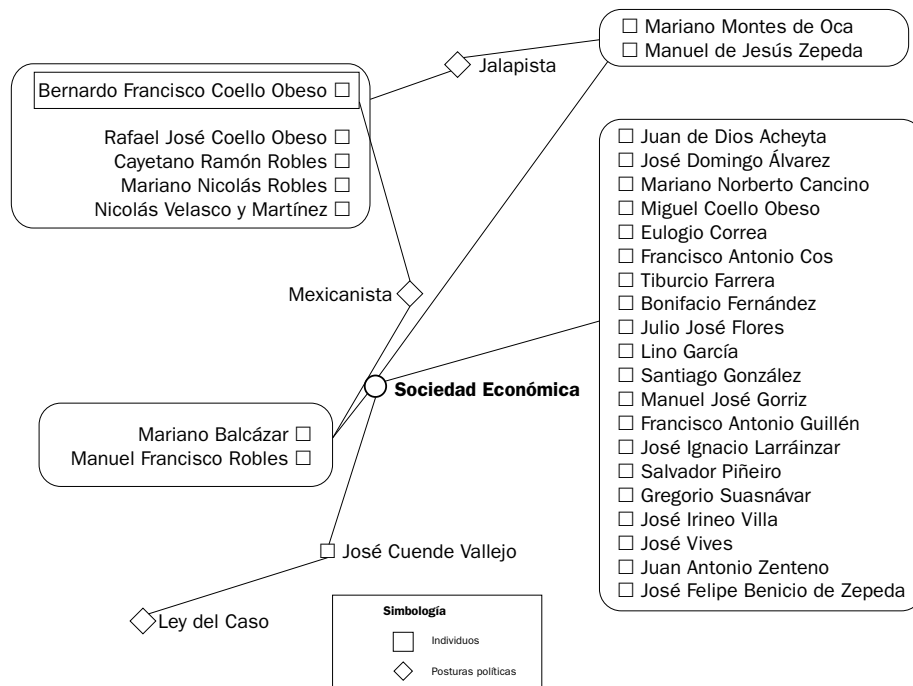 Mariano Montes de Oca
Manuel de Jesús Zepeda
Jalapista
Bernardo Francisco Coello Obeso
Rafael José Coello Obeso
Cayetano Ramón Robles
Mariano Nicolás Robles
Nicolás Velasco y Martínez
Juan de Dios Acheyta
José Domingo Álvarez
Mariano Norberto Cancino
Miguel Coello Obeso
Eulogio Correa
Francisco Antonio Cos
Tiburcio Farrera
Bonifacio Fernández
Julio José Flores
Lino García
Santiago González
Manuel José Gorriz
Francisco Antonio Guillén
José Ignacio Larráinzar
Salvador Piñeiro
Gregorio Suasnávar
José Irineo Villa
José Vives
Juan Antonio Zenteno
José Felipe Benicio de Zepeda
Mexicanista
Sociedad Económica
Mariano Balcázar
Manuel Francisco Robles
José Cuende Vallejo
Ley del Caso
Simbología
Individuos
Posturas políticas